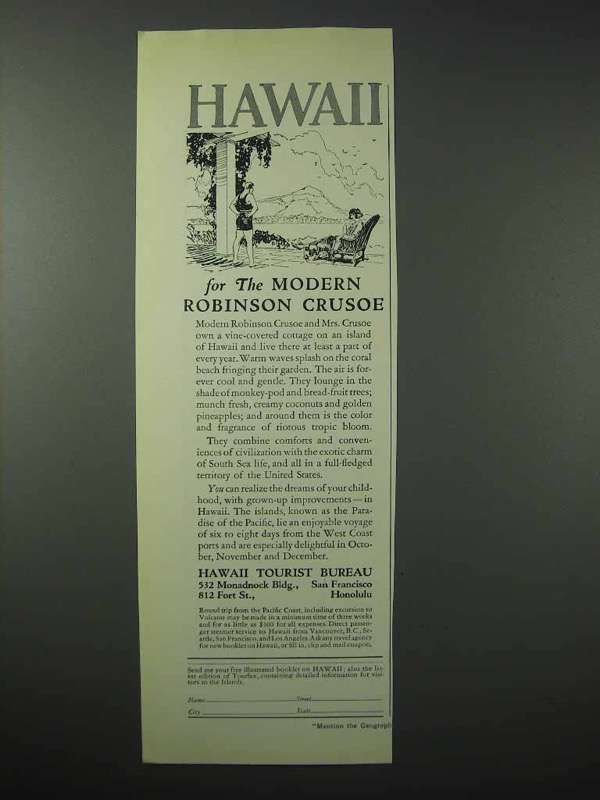 HAWAII
for The MODERN
ROBINSON CRUSOE
Modern Robinson Crusoe and Mrs. Crusoe
own a vine-covered cottage on an island
of Hawaii and live there at least a part of
every year. Warm waves splash on the coral
beach fringing their garden. The air is for-
ever cool and gentle. They lounge in the
shade of monkey-pod and bread-fruit trees;
munch fresh, creamy coconuts and golden
pineapples; and around them is the color
and fragrance of riotous tropic bloom.
They combine comforts and conven-
iences of civilization with the exotic charm
of South Sea life, and all in a full-fledged
territory of the United States.
You can realize the dreams of your child-
hood, with grown-up improvements—in
Hawaii. The islands, known as the Para-
dise of the Pacific, lie an enjoyable voyage
of six to eight days from the West Coast
ports and are especially delightful in Octo-
ber, November and December.
HAWAII TOURIST BUREAU
532 Monadnock Bldg., San Francisco
812 Fort St., Honolulu
Round trip from the Pacific Coast, including excursion to
Volcano may be made in a minimum time of three weeks
and for as little as $300 for all expenses. Direct passen-
ger steamer service to Hawaii from Vancouver, B.C., Se-
attle, San Francisco, and Los Angeles. Ask any travel agency
for new booklet on Hawaii, or fill in, clip and mail coupon.
Send me your free illustrated booklet on HAWAII; also the lat-
est edition of Tourfax, containing detailed information for visi-
tors to the Islands.
Name Street
City State
"Mention the Geograph